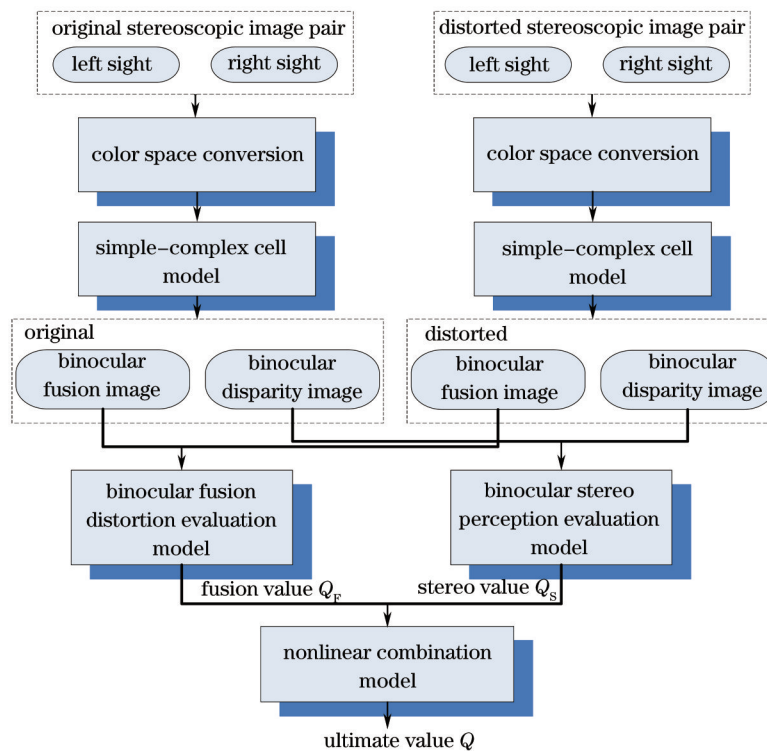 original stereoscopic image pair
left sight
right sight
distorted stereoscopic image pair
left sight
right sight
color space conversion
color space conversion
simple–complex cell
model
simple–complex cell
model
original
binocular
fusion image
binocular
disparity image
distorted
binocular
fusion image
binocular
disparity image
binocular fusion
distortion evaluation
model
binocular stereo
perception evaluation
model
fusion value Q_F
stereo value Q_S
nonlinear combination
model
ultimate value Q